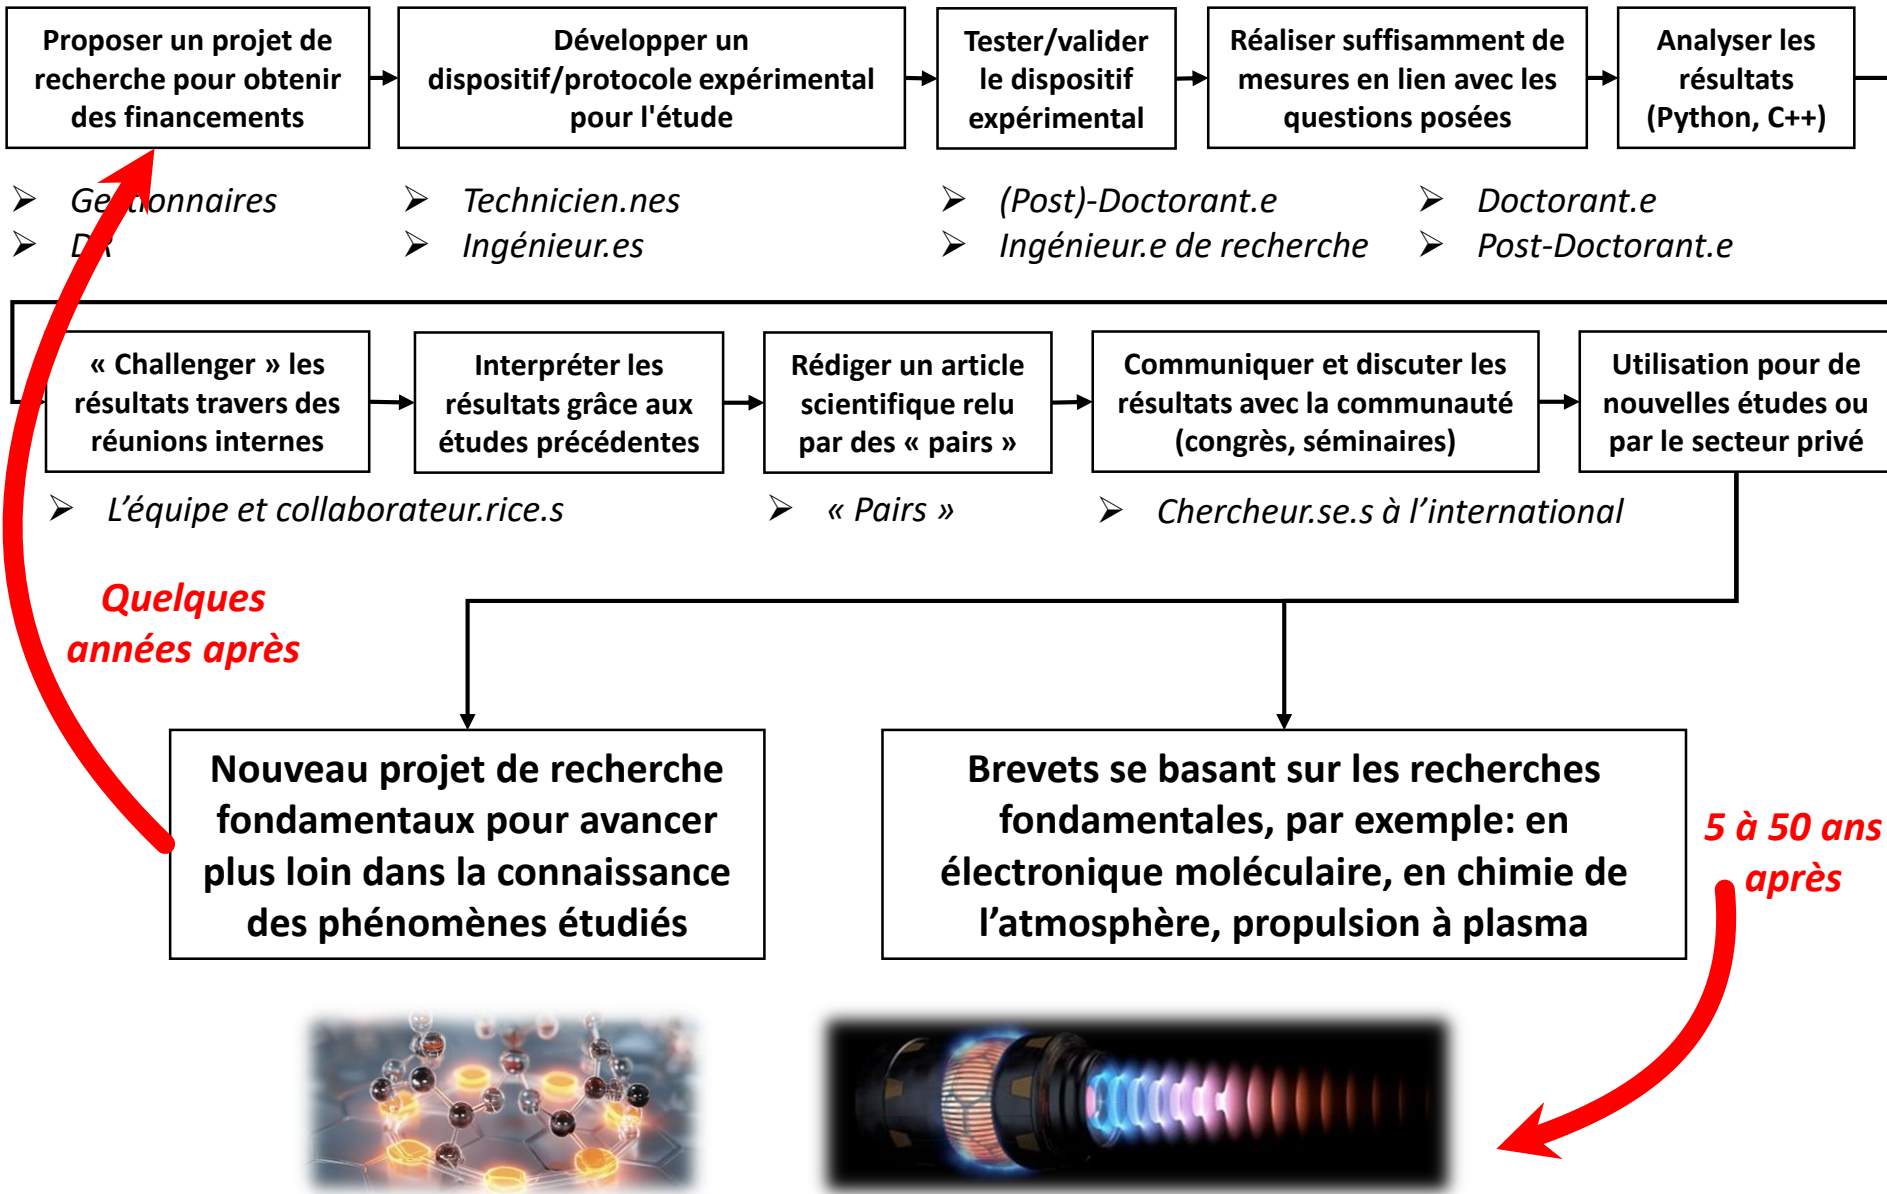 Proposer un projet de
recherche pour obtenir
des financements
Développer un
dispositif/protocole expérimental
pour l'étude
Tester/valider
le dispositif
expérimental
Réaliser suffisamment de
mesures en lien avec les
questions posées
Analyser les
résultats
(Python, C++)
➢ Gestionnaires
➢ DR
➢ Technicien.nes
➢ Ingénieur.es
➢ (Post)-Doctorant.e
➢ Ingénieur.e de recherche
➢ Doctorant.e
➢ Post-Doctorant.e
« Challenger » les
résultats travers des
réunions internes
Interpréter les
résultats grâce aux
études précédentes
Rédiger un article
scientifique relu
par des « pairs »
Communiquer et discuter les
résultats avec la communauté
(congrès, séminaires)
Utilisation pour de
nouvelles études ou
par le secteur privé
➢ L’équipe et collaborateur.rice.s
➢ « Pairs »
➢ Chercheur.se.s à l’international
Quelques
années après
Nouveau projet de recherche
fondamentaux pour avancer
plus loin dans la connaissance
des phénomènes étudiés
Brevets se basant sur les recherches
fondamentales, par exemple: en
électronique moléculaire, en chimie de
l’atmosphère, propulsion à plasma
5 à 50 ans
après